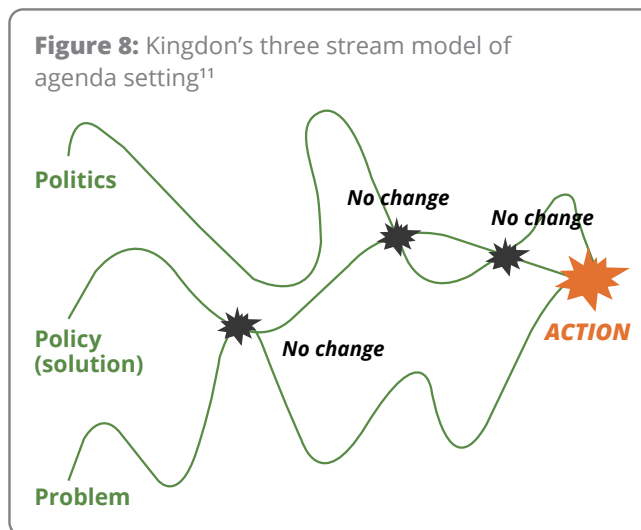 Figure 8: Kingdon’s three stream model of
agenda setting¹¹
Politics
No change
No change
ACTION
Policy
(solution)
No change
Problem